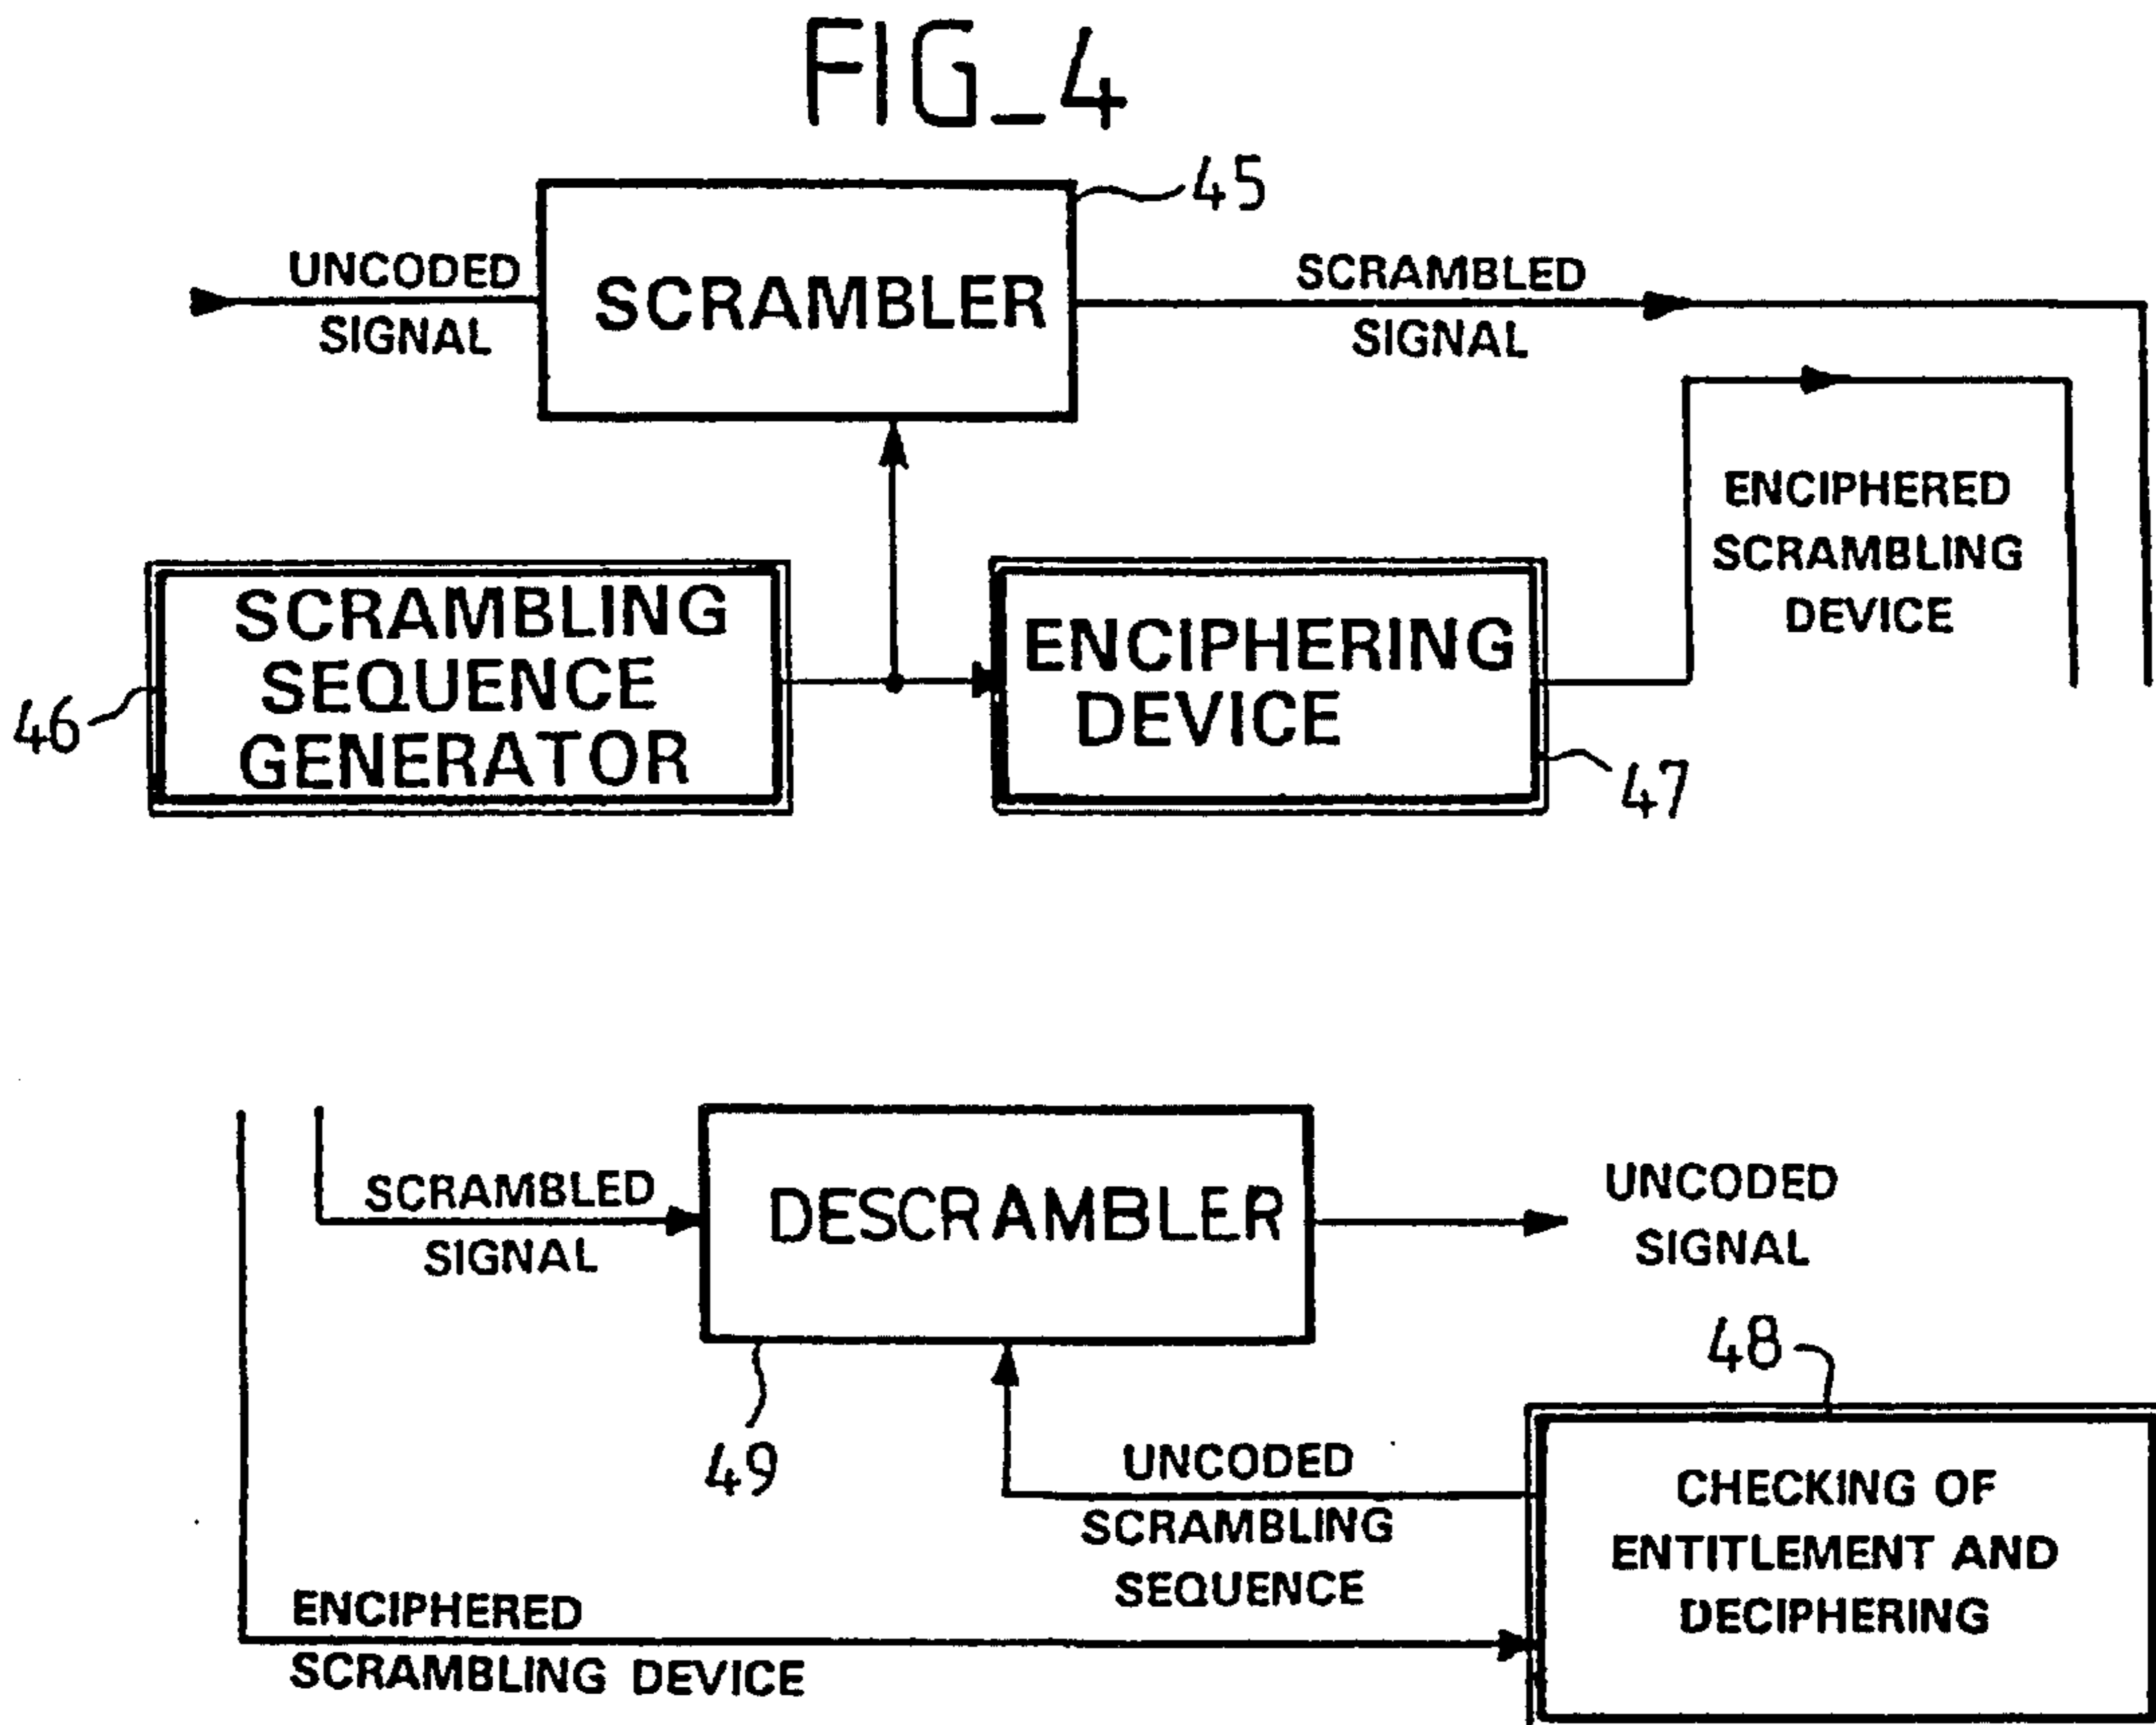 FIG_4
45
UNCODED
SIGNAL
SCRAMBLER
SCRAMBLED
SIGNAL
ENCIPHERED
SCRAMBLING
DEVICE
SCRAMBLING
SEQUENCE
GENERATOR
46
ENCIPHERING
DEVICE
47
SCRAMBLED
SIGNAL
DESCRAMBLER
UNCODED
SIGNAL
49
48
UNCODED
SCRAMBLING
SEQUENCE
CHECKING OF
ENTITLEMENT AND
DECIPHERING
ENCIPHERED
SCRAMBLING DEVICE